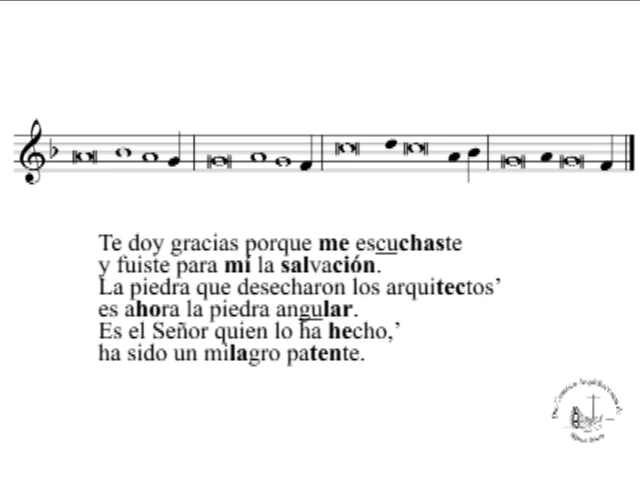 Te doy gracias porque me escuchaste
y fuiste para mi la salvación.
La piedra que desecharon los arquitectos’
es ahora la piedra angular.
Es el Señor quien lo ha hecho,’
ha sido un milagro patente.